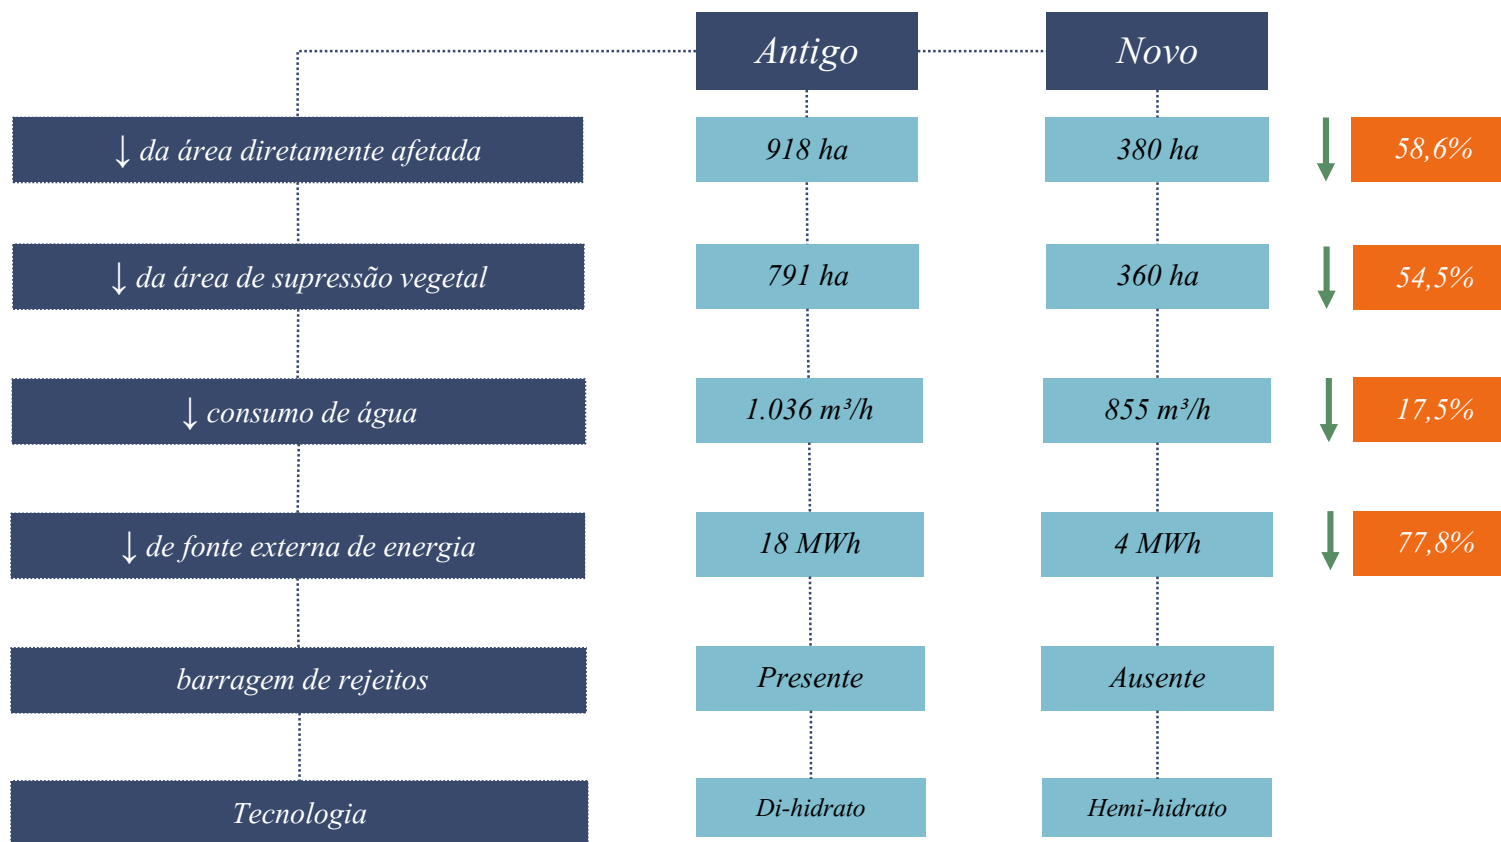 Antigo
Novo
↓ da área diretamente afetada
918 ha
380 ha
58,6%
↓ da área de supressão vegetal
791 ha
360 ha
54,5%
↓ consumo de água
1.036 m³/h
855 m³/h
17,5%
↓ de fonte externa de energia
18 MWh
4 MWh
77,8%
barragem de rejeitos
Presente
Ausente
Tecnologia
Di-hidrato
Hemi-hidrato